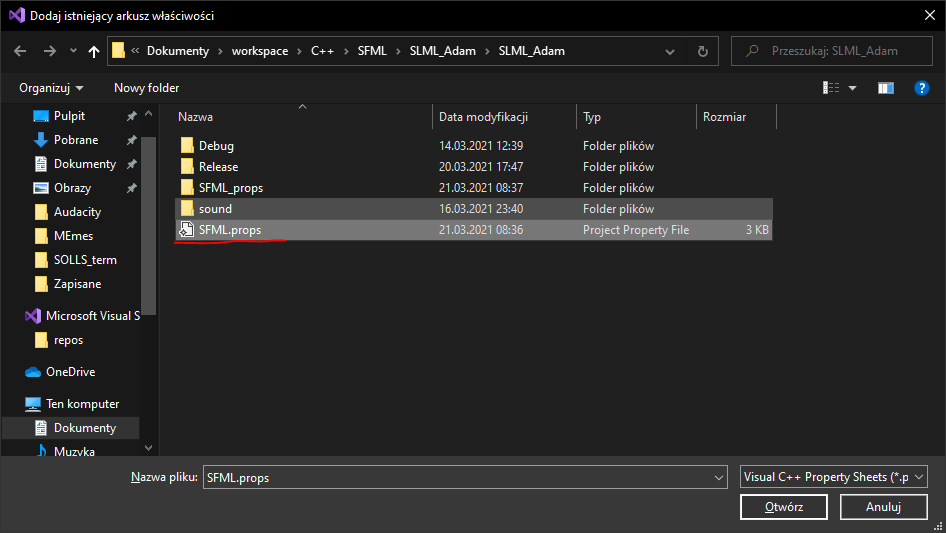 Dodaj istniejący arkusz właściwości
« Dokumenty › workspace › C++ › SFML › SLML_Adam › SLML_Adam
Przeszukaj: SLML_Adam
Organizuj Nowy folder
Nazwa Data modyfikacji Typ Rozmiar
Debug 14.03.2021 12:39 Folder plików
Release 20.03.2021 17:47 Folder plików
SFML_props 21.03.2021 08:37 Folder plików
sound 16.03.2021 23:40 Folder plików
SFML.props 21.03.2021 08:36 Project Property File 3 KB
Pulpit
Pobrane
Dokumenty
Obrazy
Audacity
MEmes
SOLLS_term
Zapisane
Microsoft Visual S
repos
OneDrive
Ten komputer
Dokumenty
Muzyka
Nazwa pliku: SFML.props
Visual C++ Property Sheets (*.p
Otwórz Anuluj